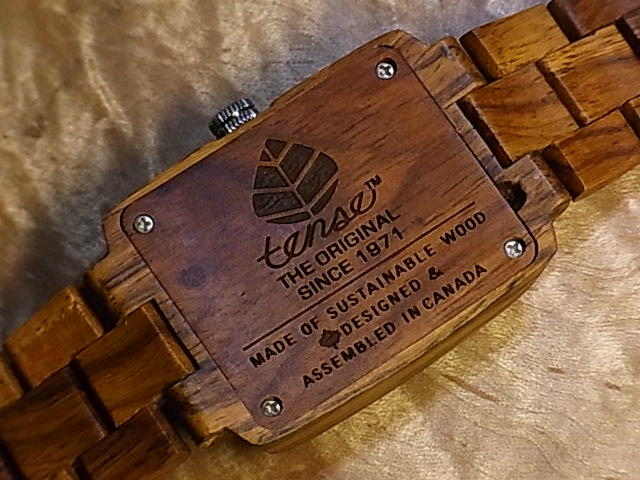 tense™
THE ORIGINAL
SINCE 1971
MADE OF SUSTAINABLE WOOD
DESIGNED &
ASSEMBLED IN CANADA